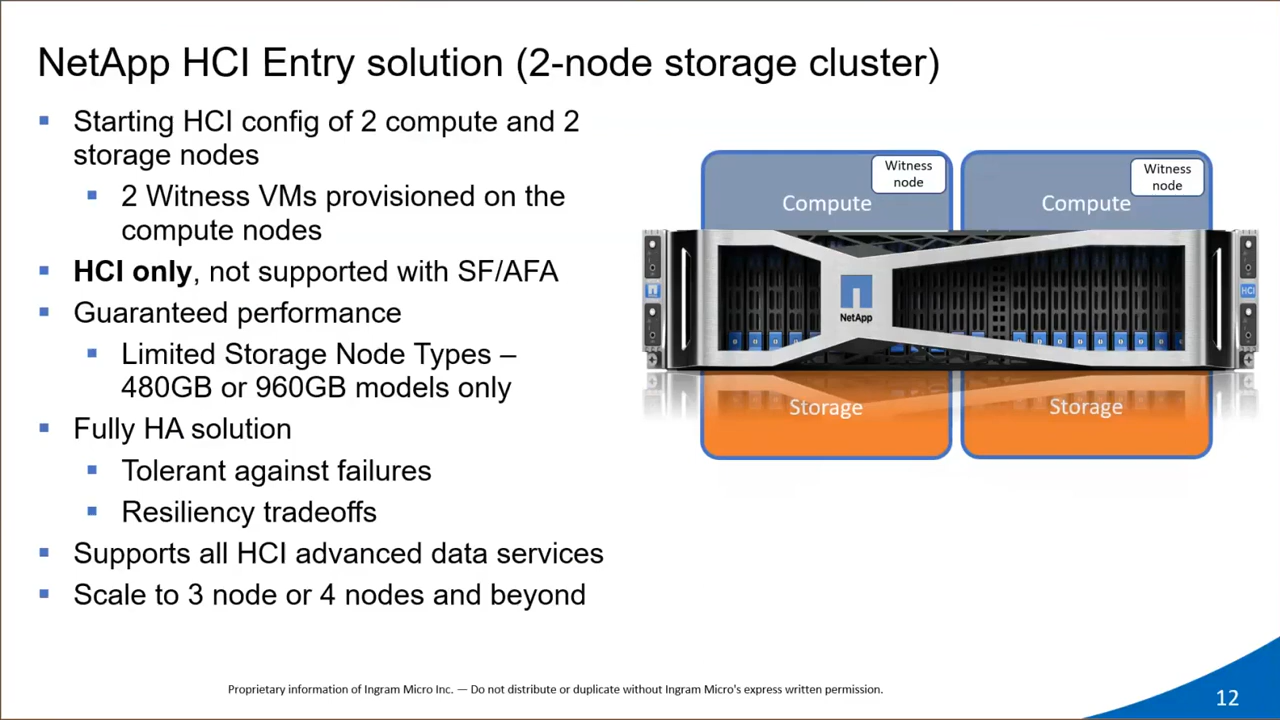 NetApp HCI Entry solution (2-node storage cluster)
▪ Starting HCI config of 2 compute and 2
storage nodes
▪ 2 Witness VMs provisioned on the
compute nodes
▪ HCI only, not supported with SF/AFA
▪ Guaranteed performance
▪ Limited Storage Node Types –
480GB or 960GB models only
▪ Fully HA solution
▪ Tolerant against failures
▪ Resiliency tradeoffs
▪ Supports all HCI advanced data services
▪ Scale to 3 node or 4 nodes and beyond
Witness
node
Compute
Witness
node
Compute
NetApp
HCI
Storage
Storage
Proprietary information of Ingram Micro Inc. — Do not distribute or duplicate without Ingram Micro's express written permission.
12